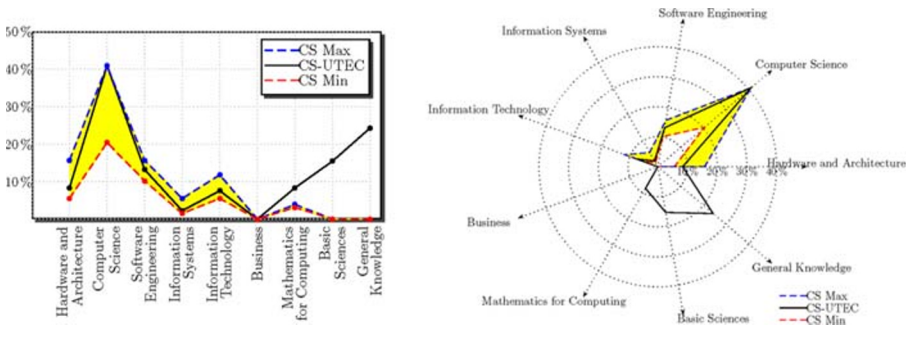 50%
40%
30%
20%
10%
CS Max
CS-UTEC
CS Min
Hardware and
Architecture
Computer
Science
Software
Engineering
Information
Systems
Information
Technology
Business
Mathematics
for Computing
Basic
Sciences
General
Knowledge
Software Engineering
Information Systems
Computer Science
Information Technology
Hardware and Architecture
10% 20% 30% 40%
Business
General Knowledge
Mathematics for Computing
Basic Sciences
CS Max
CS-UTEC
CS Min